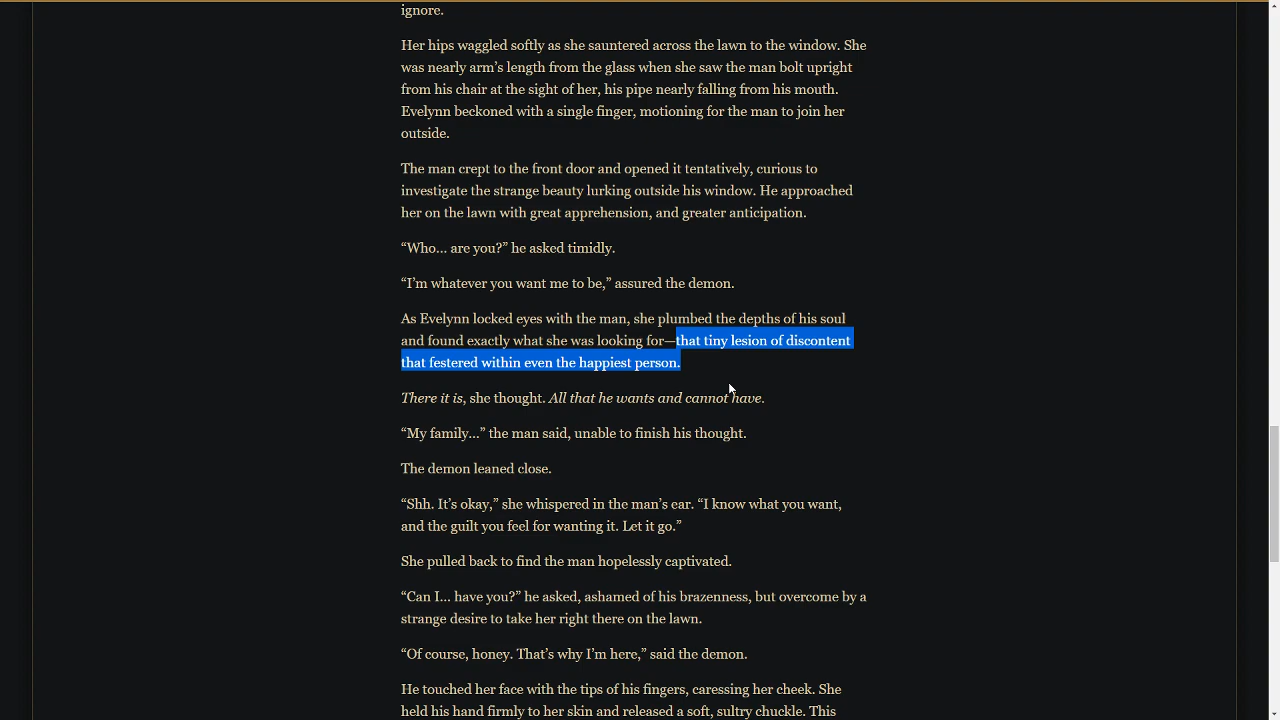 ignore.
Her hips waggled softly as she sauntered across the lawn to the window. She
was nearly arm’s length from the glass when she saw the man bolt upright
from his chair at the sight of her, his pipe nearly falling from his mouth.
Evelynn beckoned with a single finger, motioning for the man to join her
outside.
The man crept to the front door and opened it tentatively, curious to
investigate the strange beauty lurking outside his window. He approached
her on the lawn with great apprehension, and greater anticipation.
“Who… are you?” he asked timidly.
“I’m whatever you want me to be,” assured the demon.
As Evelynn locked eyes with the man, she plumbed the depths of his soul
and found exactly what she was looking for—that tiny lesion of discontent
that festered within even the happiest person.
There it is, she thought. All that he wants and cannot have.
“My family…” the man said, unable to finish his thought.
The demon leaned close.
“Shh. It’s okay,” she whispered in the man’s ear. “I know what you want,
and the guilt you feel for wanting it. Let it go.”
She pulled back to find the man hopelessly captivated.
“Can I… have you?” he asked, ashamed of his brazenness, but overcome by a
strange desire to take her right there on the lawn.
“Of course, honey. That’s why I’m here,” said the demon.
He touched her face with the tips of his fingers, caressing her cheek. She
held his hand firmly to her skin and released a soft, sultry chuckle. This